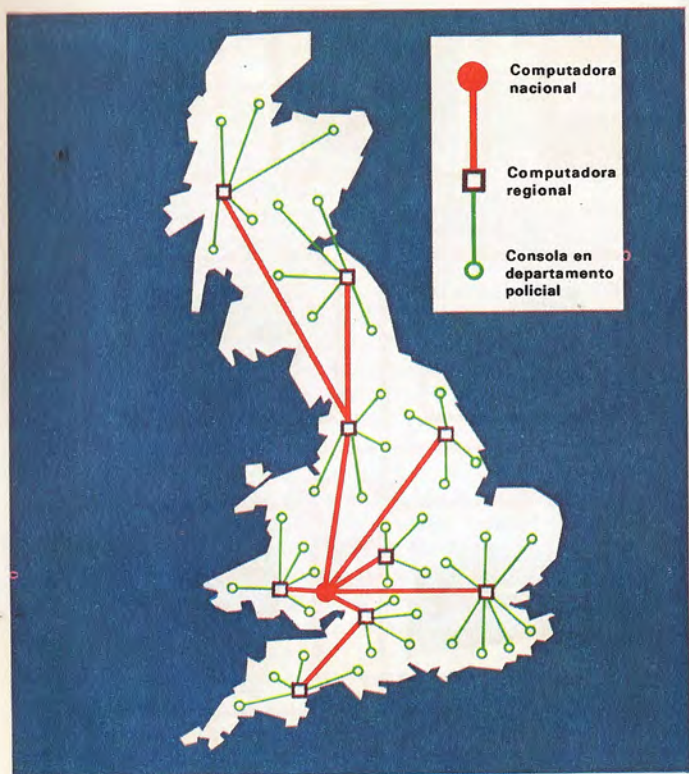 Computadora
nacional
Computadora
regional
Consola en
departamento
policial